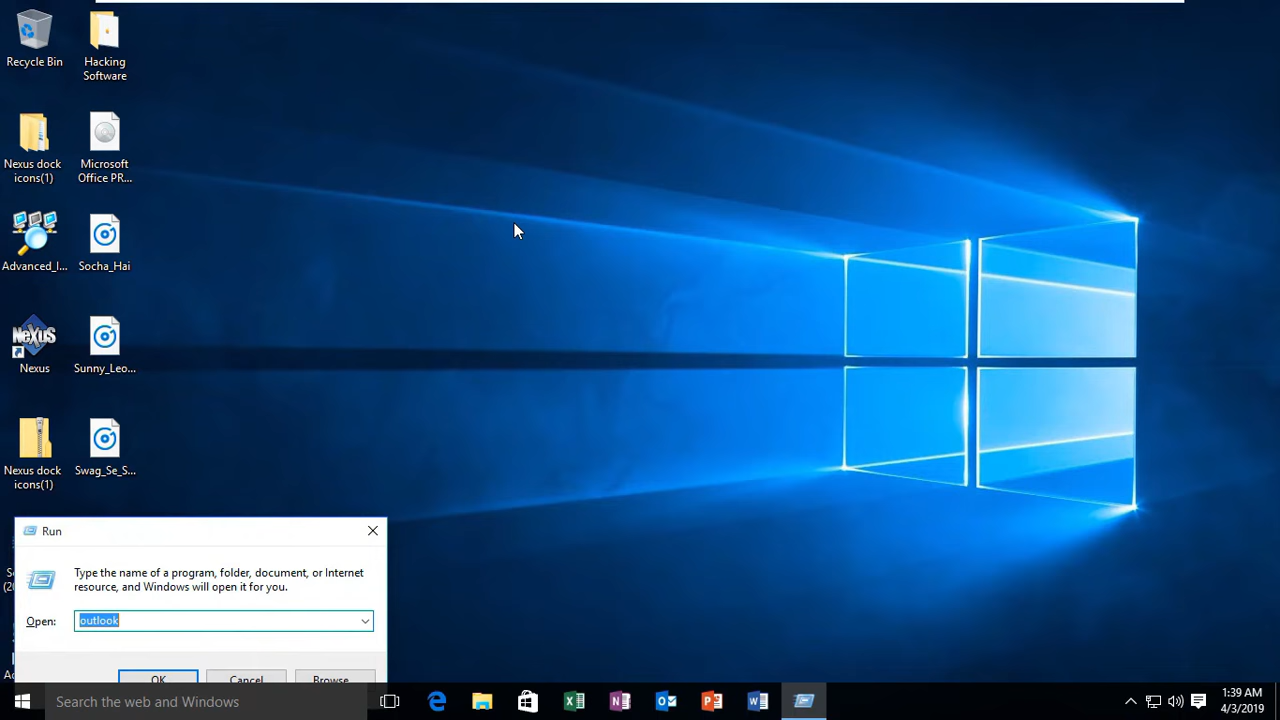 Recycle Bin
Hacking
Software
Nexus dock
icons(1)
Microsoft
Office PR...
Advanced_I...
Socha_Hai
NeXuS
Nexus
Sunny_Leo...
Nexus dock
icons(1)
Swag_Se_S...
Run
Type the name of a program, folder, document, or Internet
resource, and Windows will open it for you.
Open:
outlook
OK
Cancel
Browse...
Search the web and Windows
1:39 AM
4/3/2019